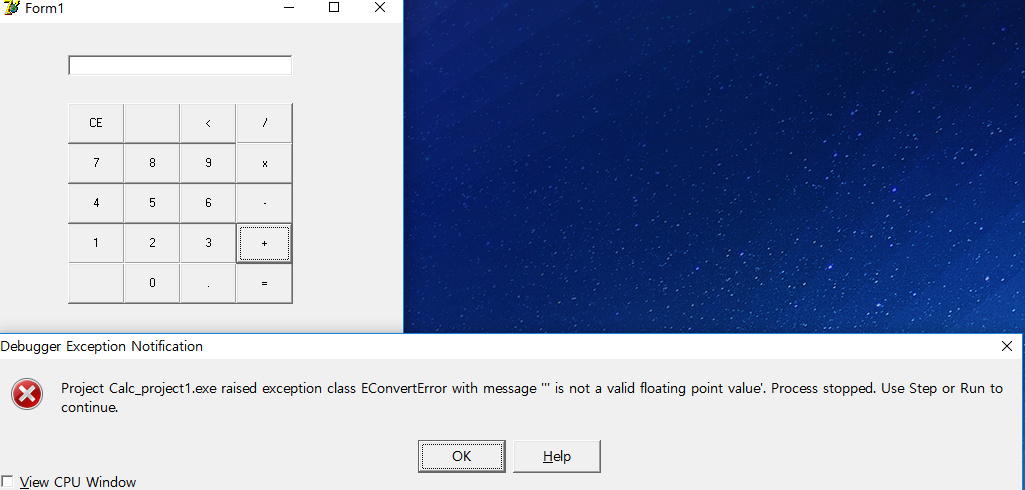 Form1
CE < /
7 8 9 x
4 5 6 -
1 2 3 +
0 . =
Debugger Exception Notification
Project Calc_project1.exe raised exception class EConvertError with message ''' is not a valid floating point value'. Process stopped. Use Step or Run to
continue.
OK Help
View CPU Window